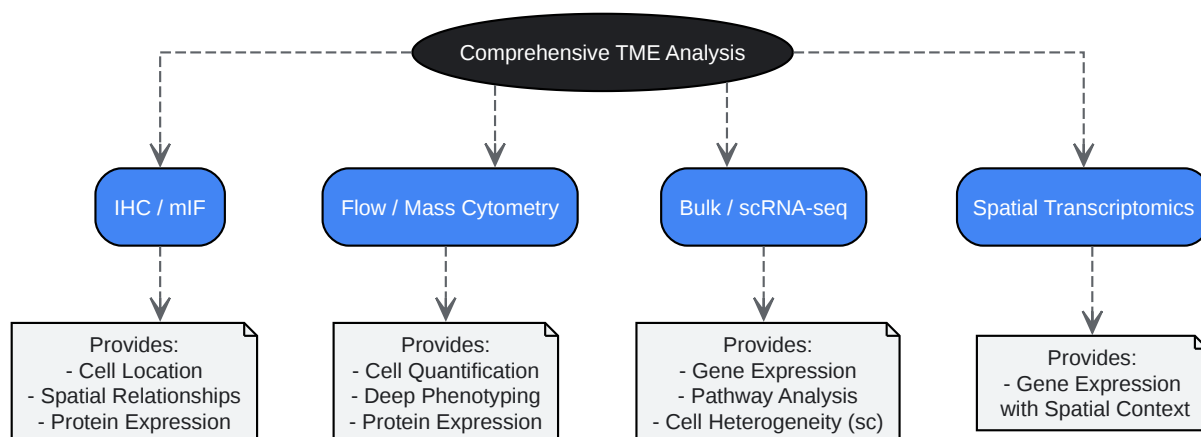 Comprehensive TME Analysis
IHC / mIF
Flow / Mass Cytometry
Bulk / scRNA-seq
Spatial Transcriptomics
Provides:
- Cell Location
- Spatial Relationships
- Protein Expression
Provides:
- Cell Quantification
- Deep Phenotyping
- Protein Expression
Provides:
- Gene Expression
- Pathway Analysis
- Cell Heterogeneity (sc)
Provides:
- Gene Expression
with Spatial Context